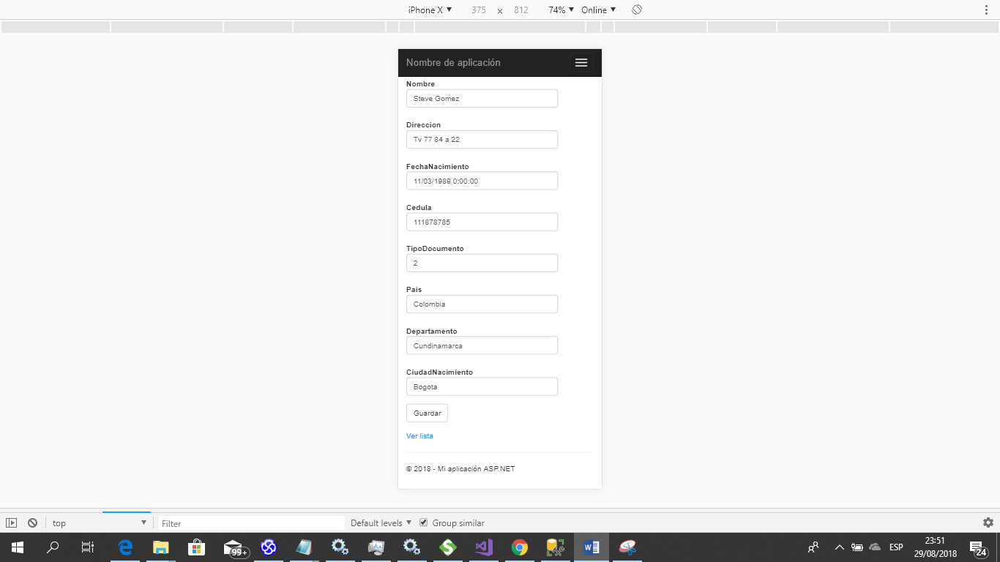 iPhone X 375 × 812 74% Online
Nombre de aplicación
Nombre
Steve Gomez
Direccion
Tv 77 84 a 22
FechaNacimiento
11/03/1989 0:00:00
Cedula
111878785
TipoDocumento
2
Pais
Colombia
Departamento
Cundinamarca
CiudadNacimiento
Bogota
Guardar
Ver lista
© 2018 - Mi aplicación ASP.NET
top Filter Default levels Group similar
99+
ESP
23:51
29/08/2018
24